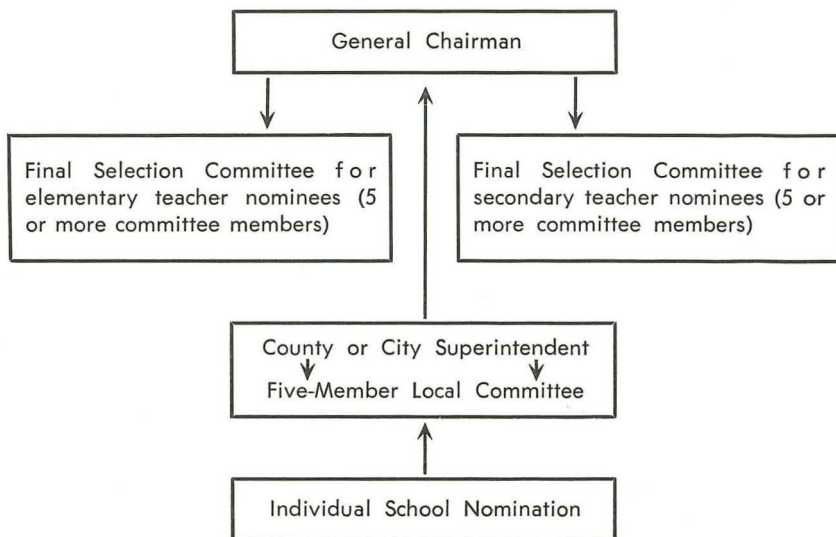 General Chairman
Final Selection Committee for
elementary teacher nominees (5
or more committee members)
Final Selection Committee for
secondary teacher nominees (5 or
more committee members)
County or City Superintendent
Five-Member Local Committee
Individual School Nomination